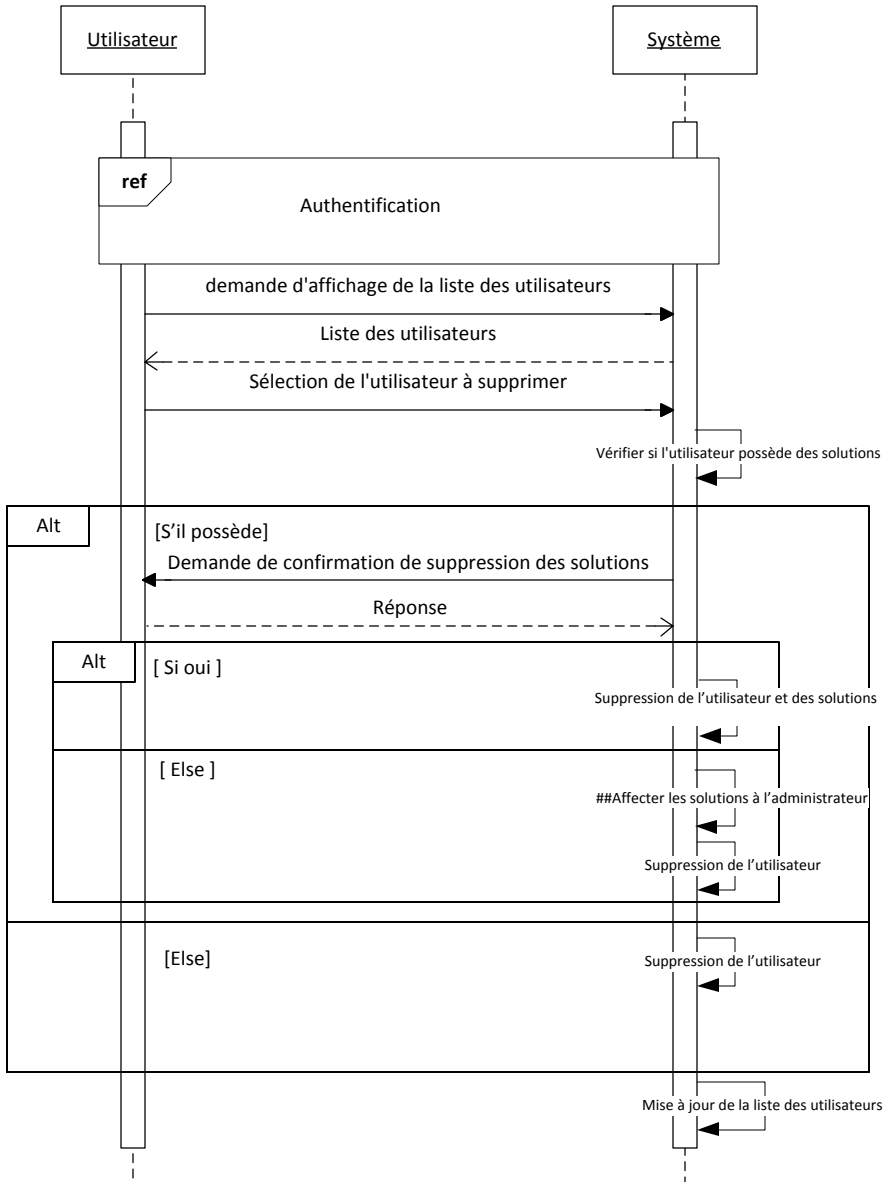 Utilisateur
Système
ref
Authentification
demande d'affichage de la liste des utilisateurs
Liste des utilisateurs
Sélection de l'utilisateur à supprimer
Vérifier si l'utilisateur possède des solutions
Alt
[S’il possède]
Demande de confirmation de suppression des solutions
Réponse
Alt
[ Si oui ]
Suppression de l’utilisateur et des solutions
[ Else ]
##Affecter les solutions à l’administrateur
Suppression de l’utilisateur
[Else]
Suppression de l’utilisateur
Mise à jour de la liste des utilisateurs